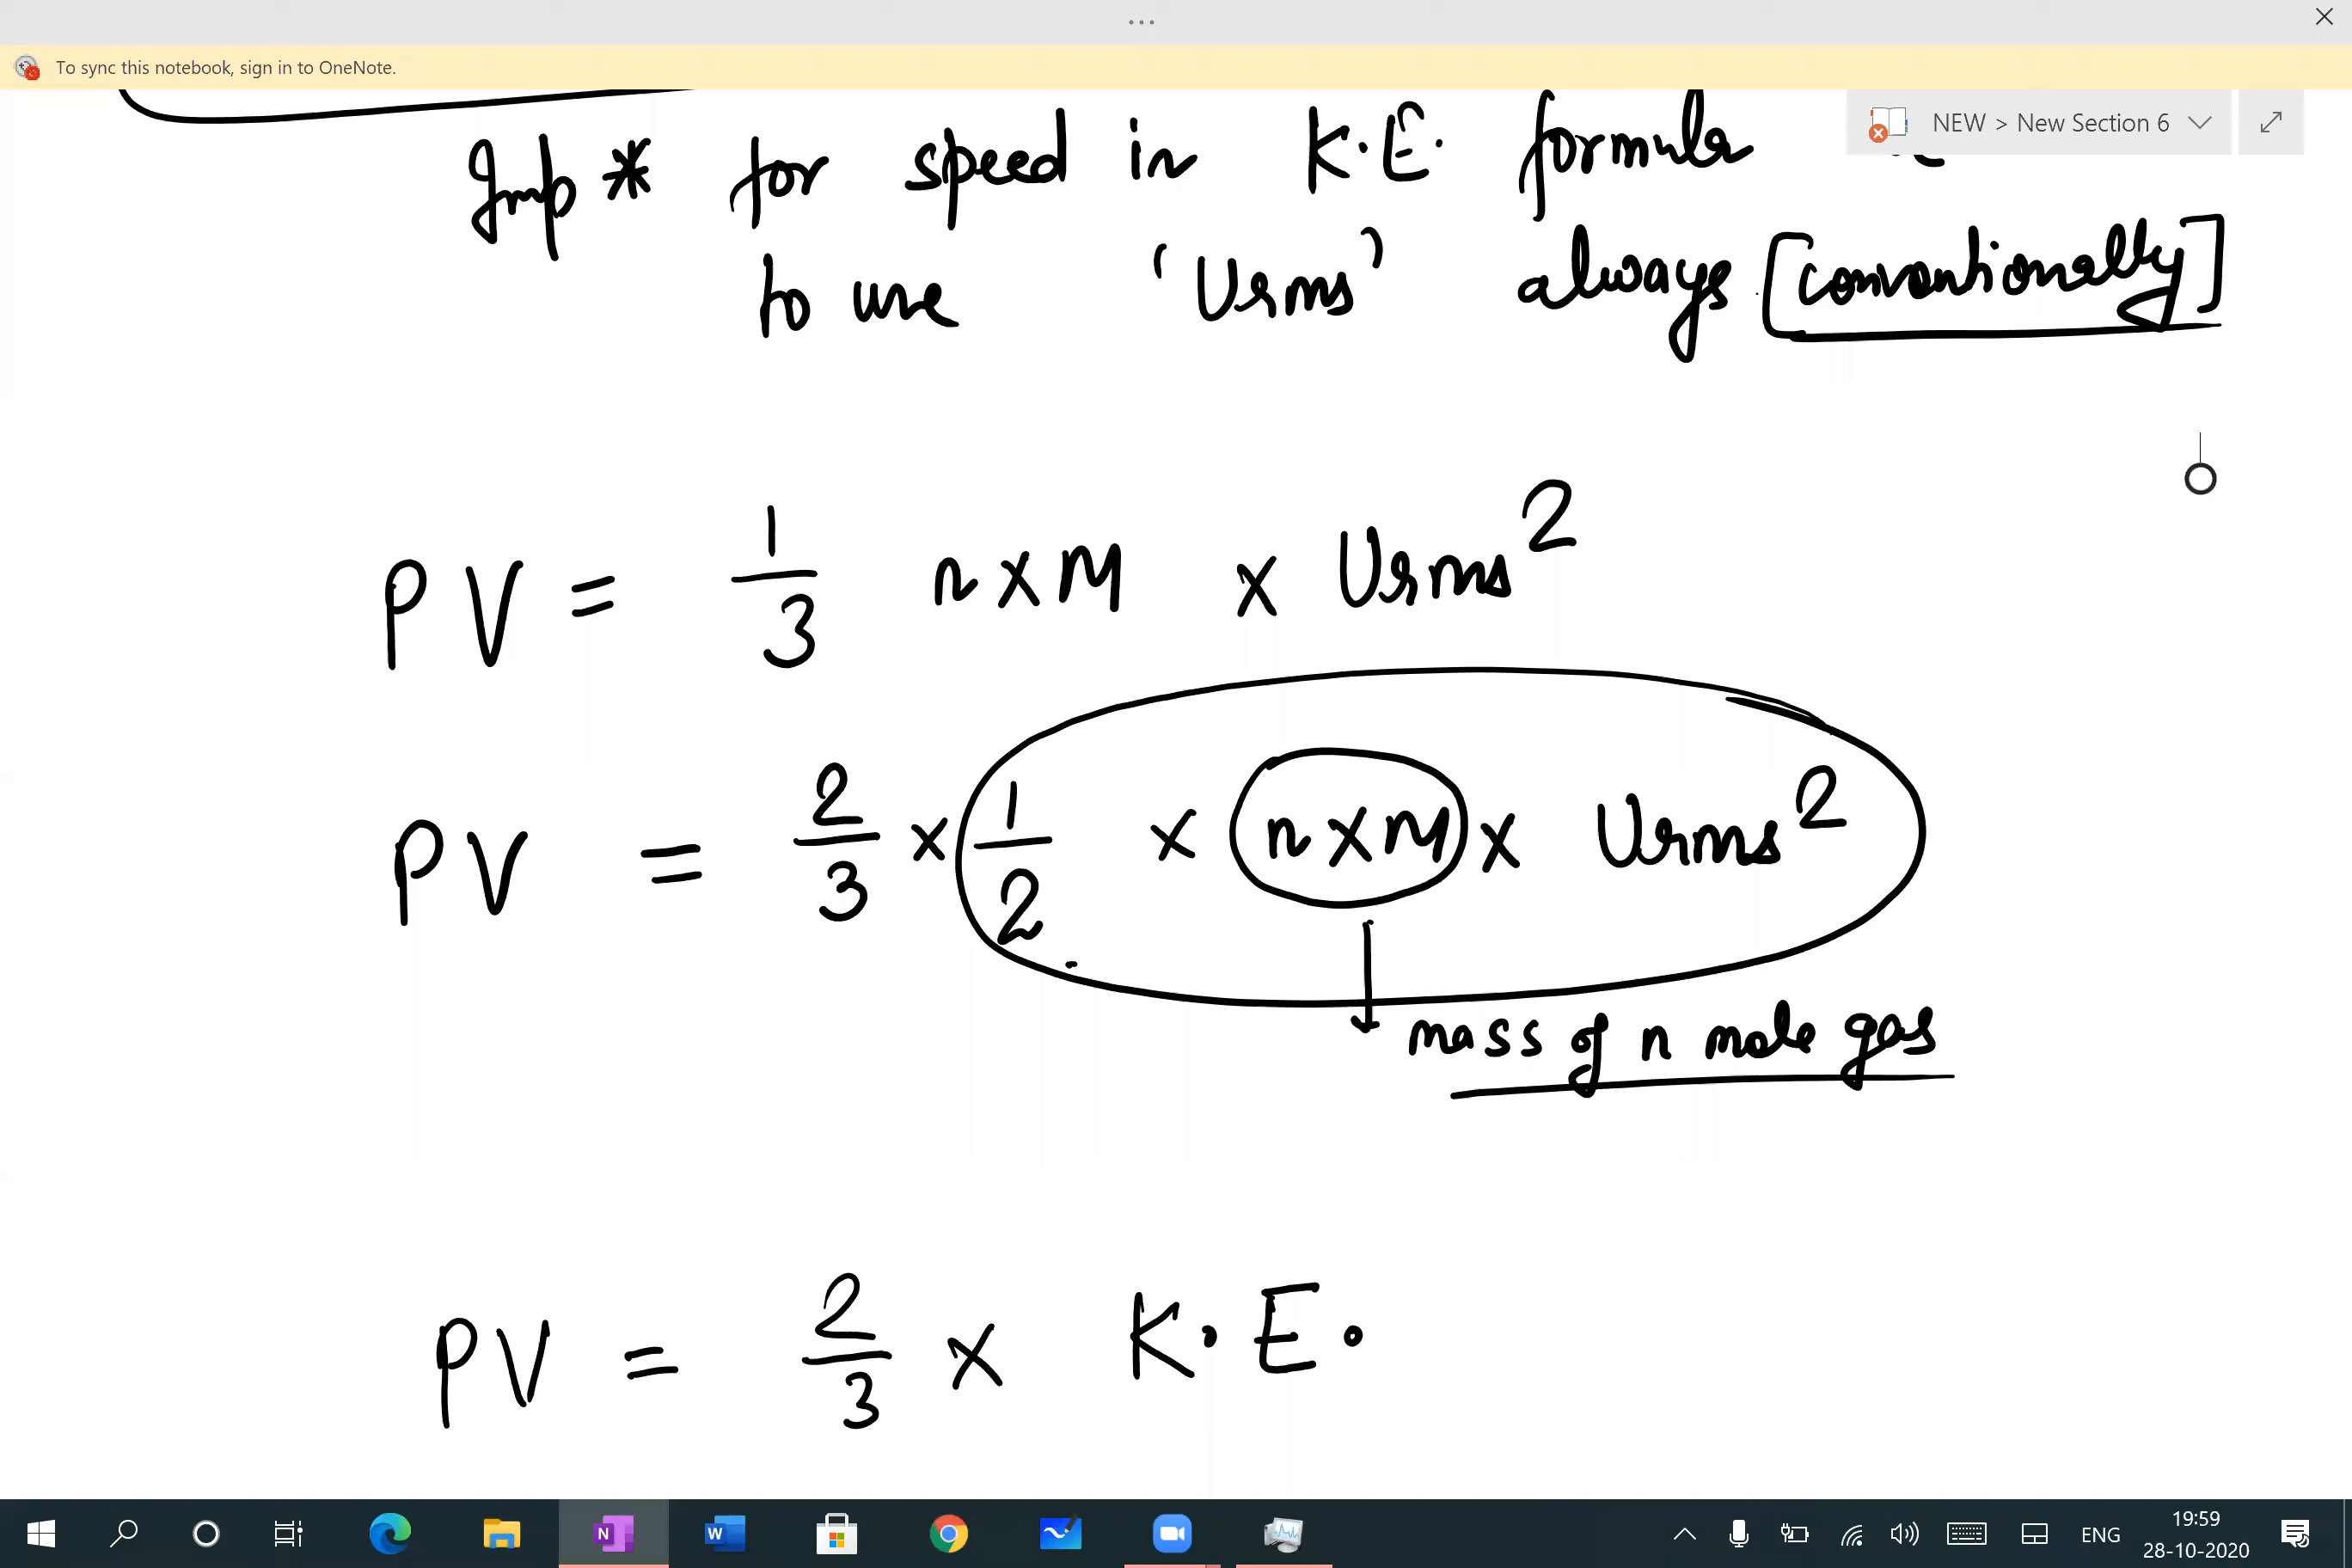 ...
To sync this notebook, sign in to OneNote.
NEW > New Section 6
Imp * for speed in K.E. formula
to use 'Urms' always [conventionally]
PV = 1/3 n x M x Urms²
PV = 2/3 x 1/2 x n x M x Urms²
mass of n mole gas
PV = 2/3 x K.E.
N
W
ENG
19:59
28-10-2020